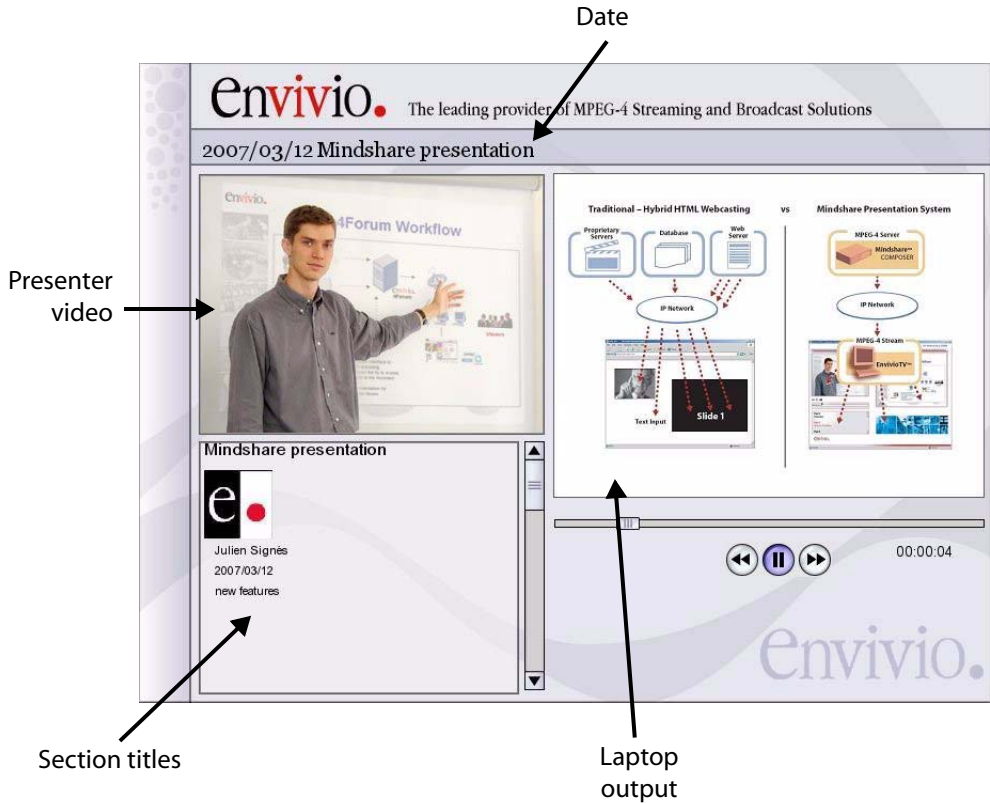 Date
envivio.
The leading provider of MPEG-4 Streaming and Broadcast Solutions
2007/03/12 Mindshare presentation
Presenter
video
envivio.
4Forum Workflow
Traditional – Hybrid HTML Webcasting vs Mindshare Presentation System
Proprietary
Servers
Database
Web
Server
MPEG-4 Server
Mindshare™
COMPOSER
IP Network
IP Network
MPEG-4 Stream
EnvivioTV™
Text Input
Slide 1
Mindshare presentation
e.
Julien Signès
2007/03/12
new features
00:00:04
envivio.
Section titles
Laptop
output